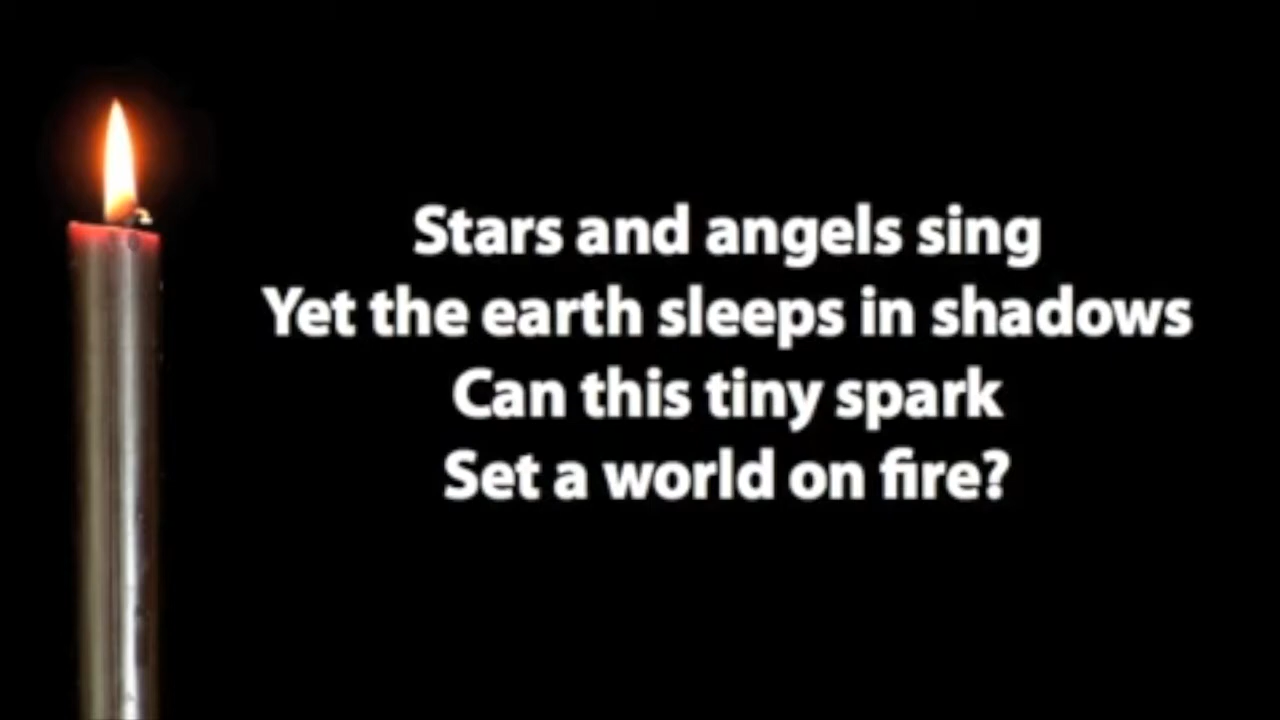 Stars and angels sing
Yet the earth sleeps in shadows
Can this tiny spark
Set a world on fire?